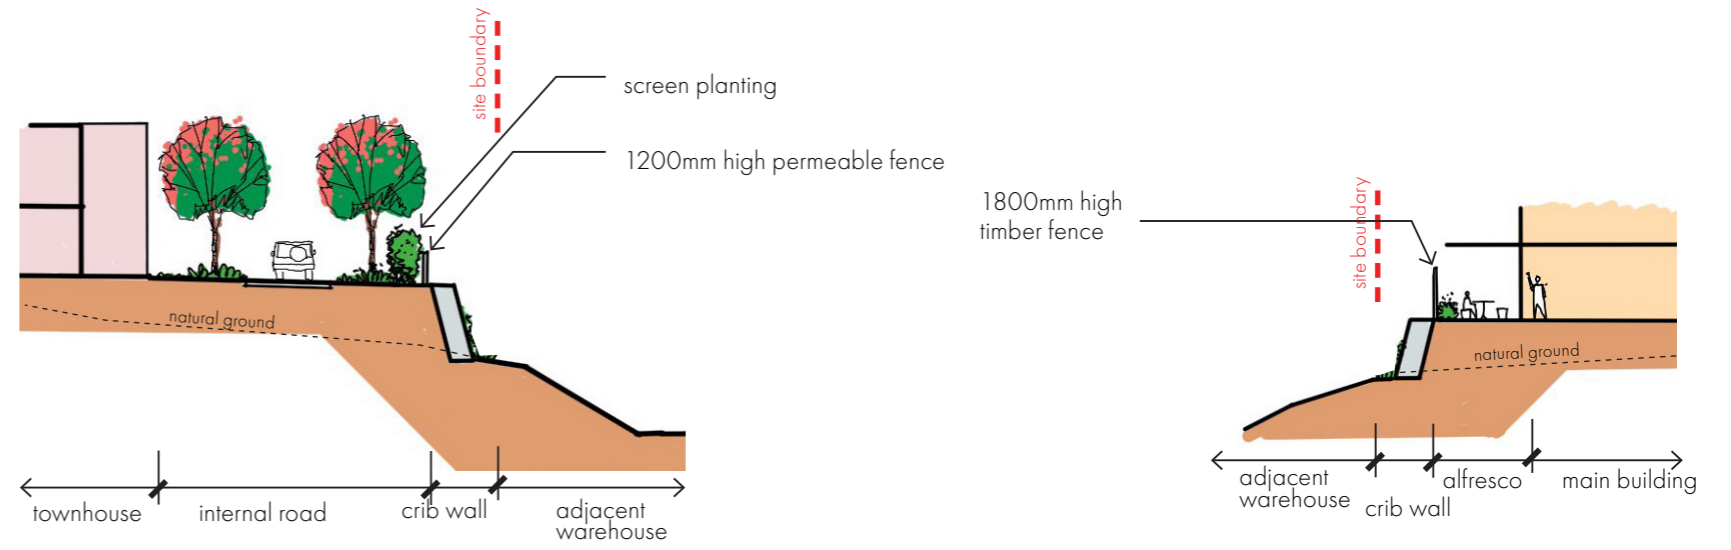 site boundary
screen planting
1200mm high permeable fence
natural ground
townhouse
internal road
crib wall
adjacent
warehouse
site boundary
1800mm high
timber fence
natural ground
adjacent
warehouse
crib wall
alfresco
main building